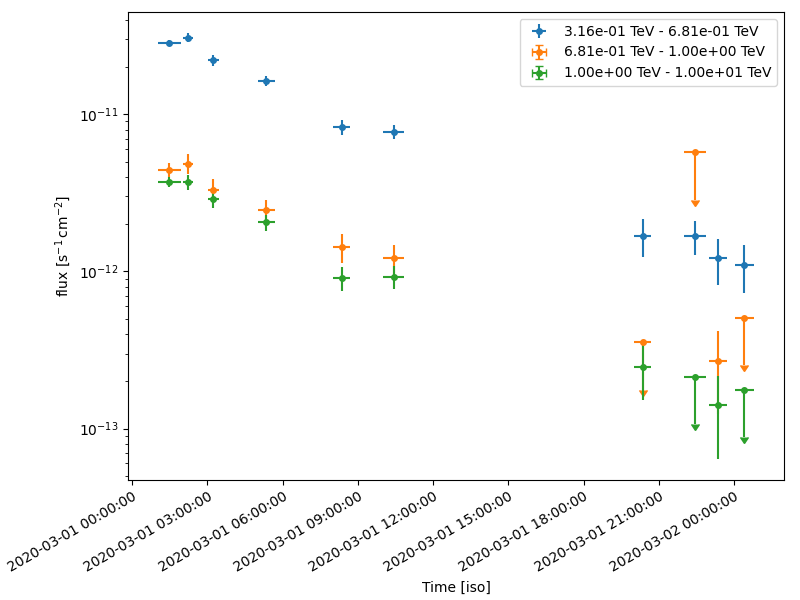 3.16e-01 TeV - 6.81e-01 TeV
6.81e-01 TeV - 1.00e+00 TeV
1.00e+00 TeV - 1.00e+01 TeV
10⁻¹¹
10⁻¹²
10⁻¹³
flux [s⁻¹ cm⁻²]
2020-03-01 00:00:00
2020-03-01 03:00:00
2020-03-01 06:00:00
2020-03-01 09:00:00
2020-03-01 12:00:00
2020-03-01 15:00:00
2020-03-01 18:00:00
2020-03-01 21:00:00
2020-03-02 00:00:00
Time [iso]